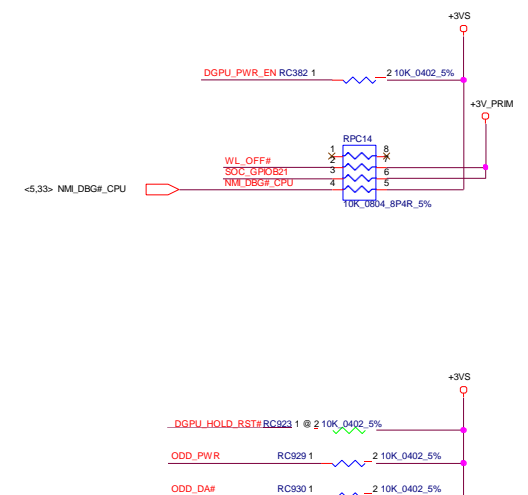 +3VS
DGPU_PWR_EN RC382 1 2 10K_0402_5%
+3V_PRIM
RPC14
1 8
WL_OFF# 2 7
SOC_GPIOB21 3 6
<5,33> NMI_DBG#_CPU NMI_DBG#_CPU 4 5
10K_0804_8P4R_5%
+3VS
DGPU_HOLD_RST# RC923 1 @ 2 10K_0402_5%
ODD_PWR RC929 1 2 10K_0402_5%
ODD_DA# RC930 1 2 10K_0402_5%